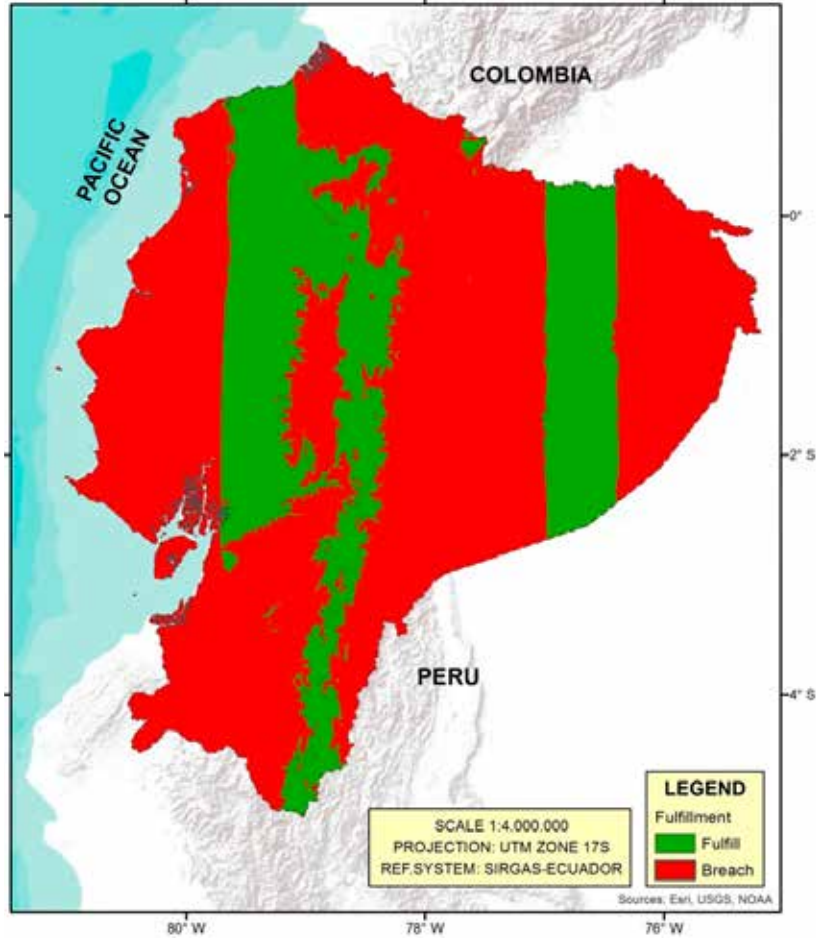 COLOMBIA
PACIFIC
OCEAN
0°
2° S
PERU
4° S
LEGEND
Fulfillment
Fulfill
Breach
SCALE 1:4.000.000
PROJECTION: UTM ZONE 17S
REF.SYSTEM: SIRGAS-ECUADOR
Sources: Esri, USGS, NOAA
80° W
78° W
76° W